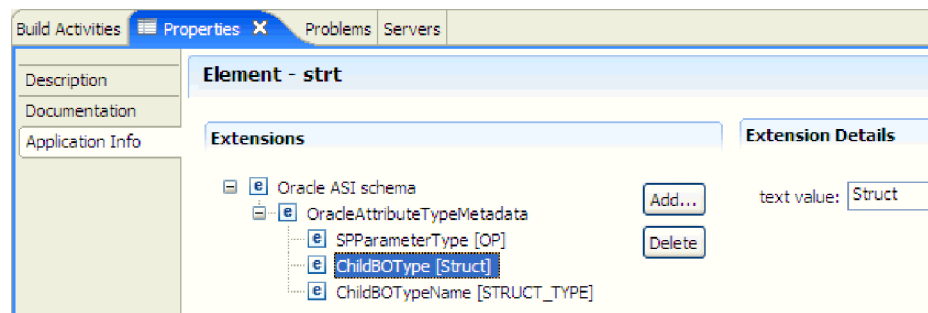 Build Activities Properties Problems Servers
Description
Documentation
Application Info
Element - strt
Extensions
Oracle ASI schema
OracleAttributeTypeMetadata
SPParameterType [OP]
ChildBOType [Struct]
ChildBOTypeName [STRUCT_TYPE]
Add...
Delete
Extension Details
text value: Struct